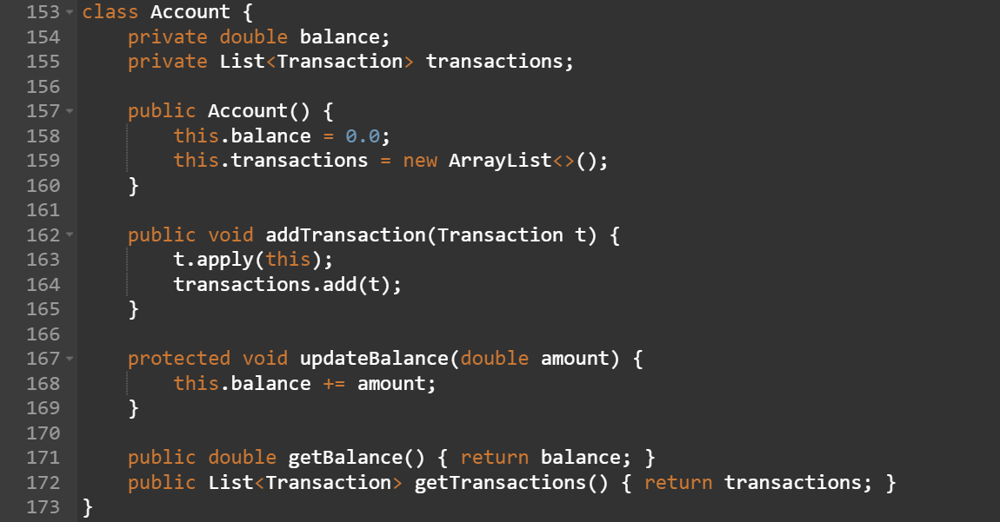 153 class Account {
154     private double balance;
155     private List<Transaction> transactions;
156
157     public Account() {
158         this.balance = 0.0;
159         this.transactions = new ArrayList<>();
160     }
161
162     public void addTransaction(Transaction t) {
163         t.apply(this);
164         transactions.add(t);
165     }
166
167     protected void updateBalance(double amount) {
168         this.balance += amount;
169     }
170
171     public double getBalance() { return balance; }
172     public List<Transaction> getTransactions() { return transactions; }
173 }